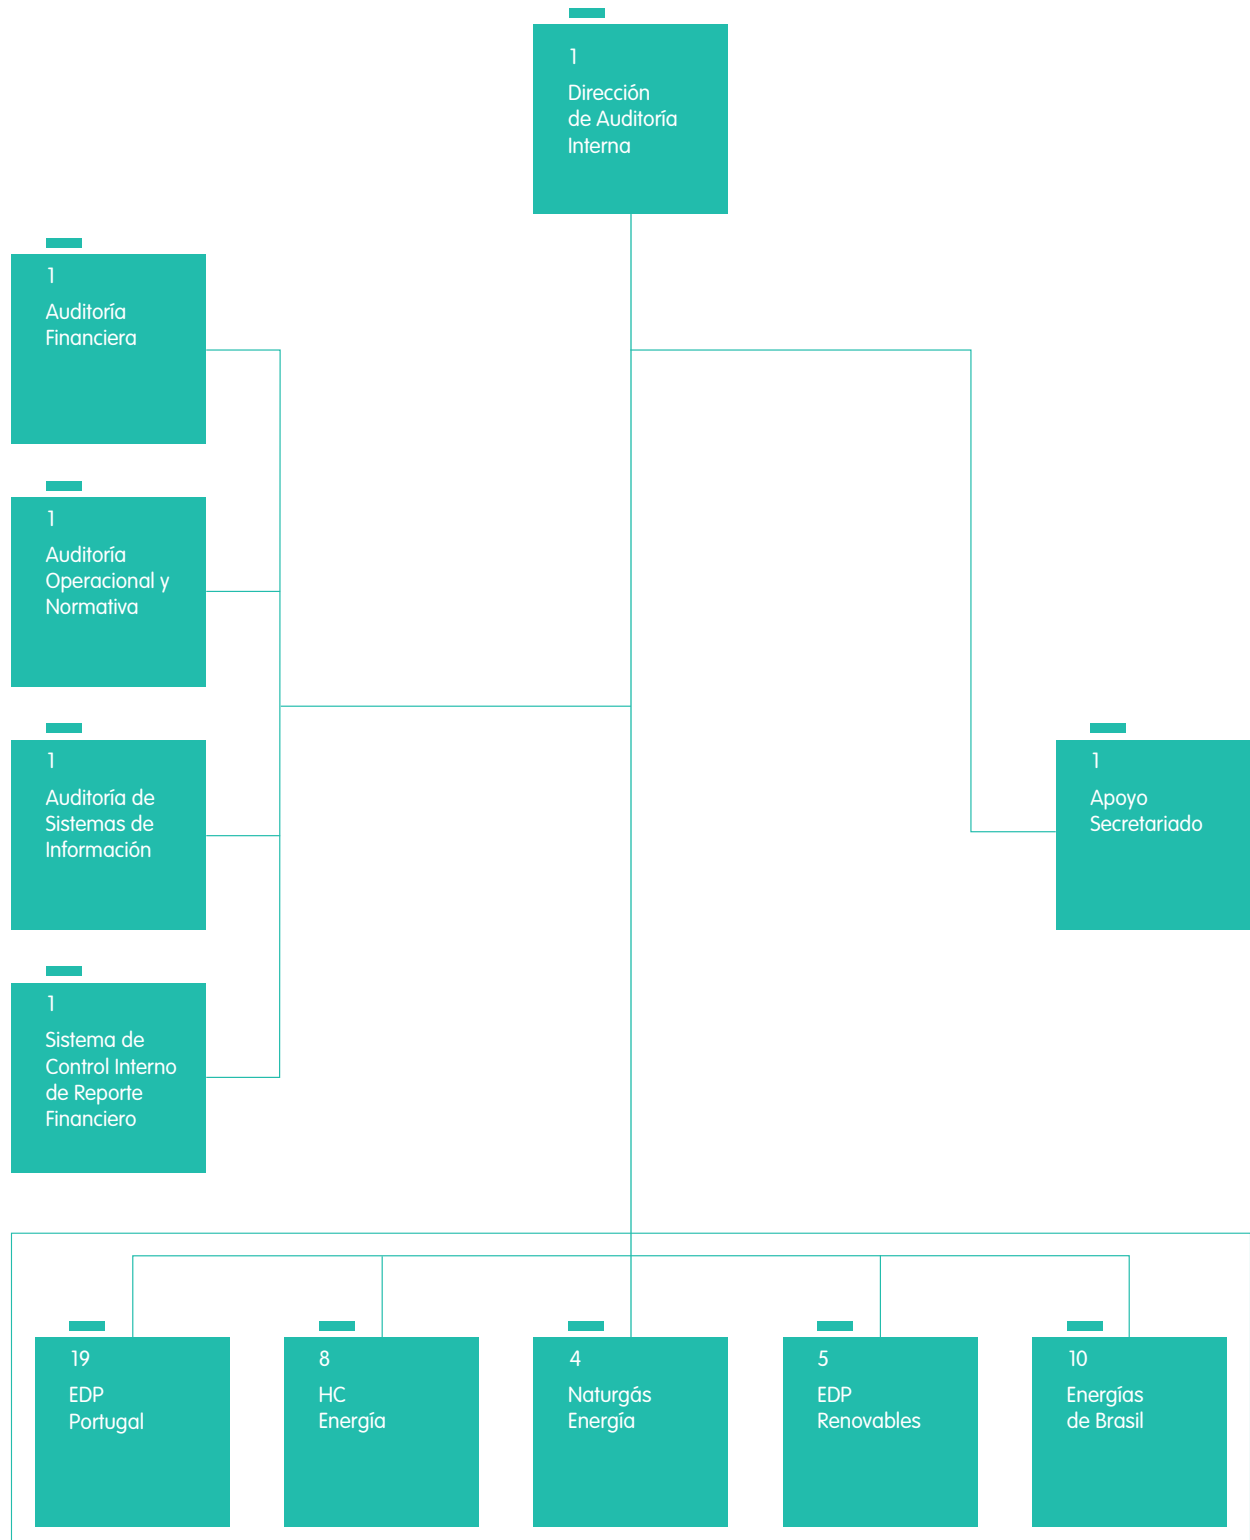 1
Dirección
de Auditoría
Interna
1
Auditoría
Financiera
1
Auditoría
Operacional y
Normativa
1
Auditoría de
Sistemas de
Información
1
Apoyo
Secretariado
1
Sistema de
Control Interno
de Reporte
Financiero
19
EDP
Portugal
8
HC
Energía
4
Naturgás
Energía
5
EDP
Renovables
10
Energías
de Brasil